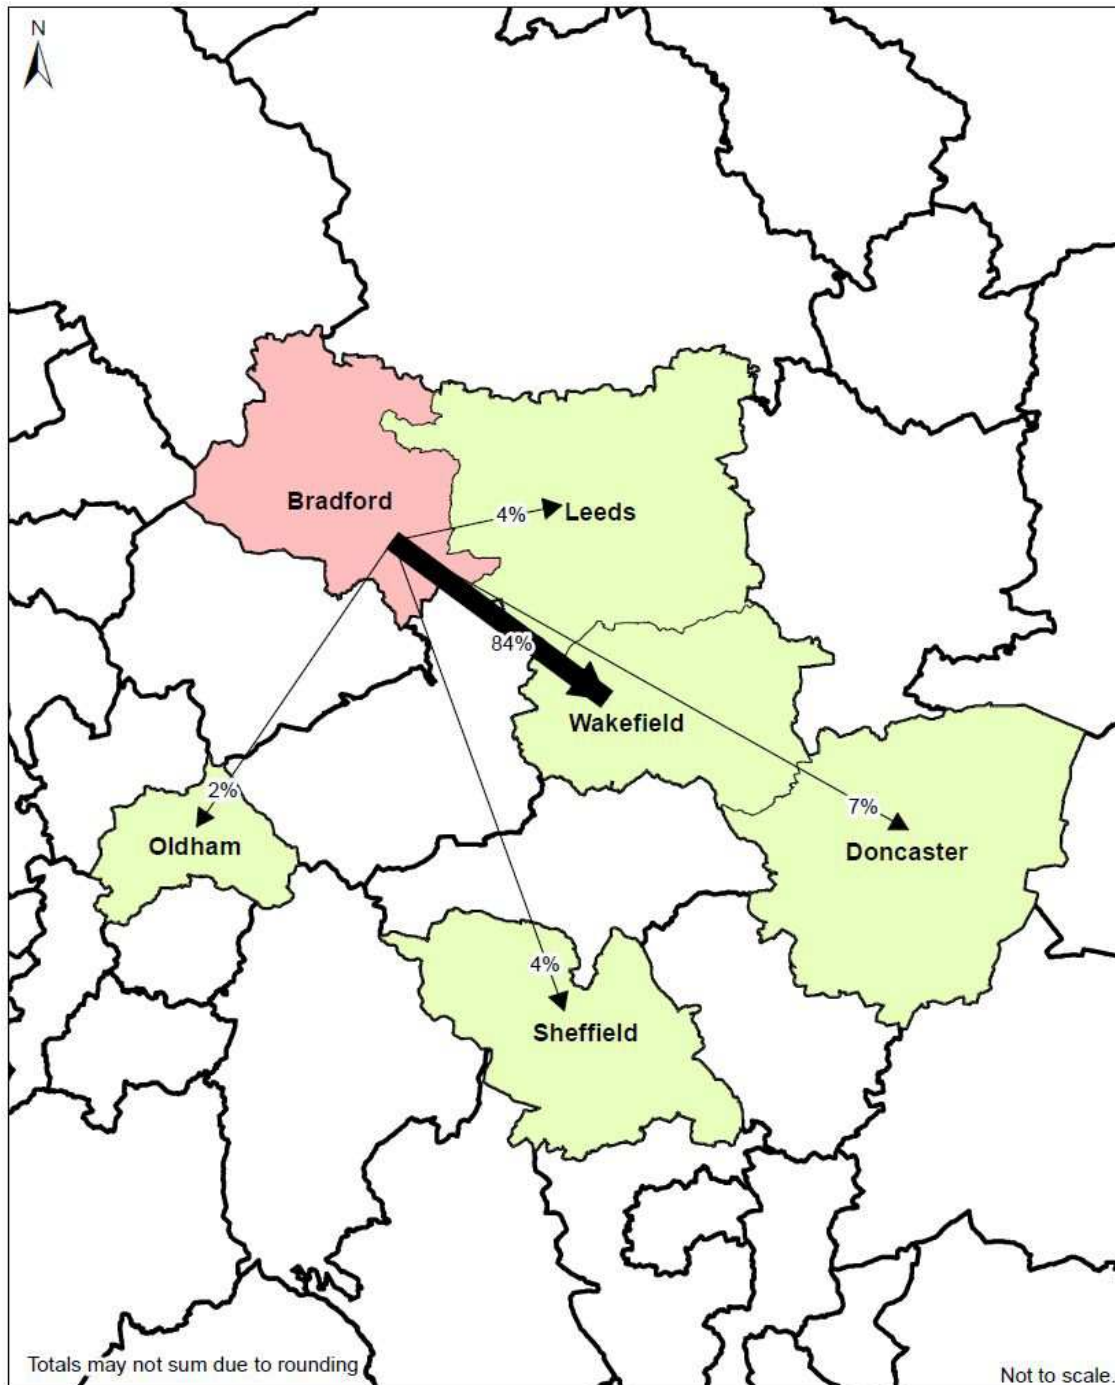 N
Bradford
4%
Leeds
84%
Wakefield
2%
Oldham
7%
Doncaster
4%
Sheffield
Totals may not sum due to rounding
Not to scale.